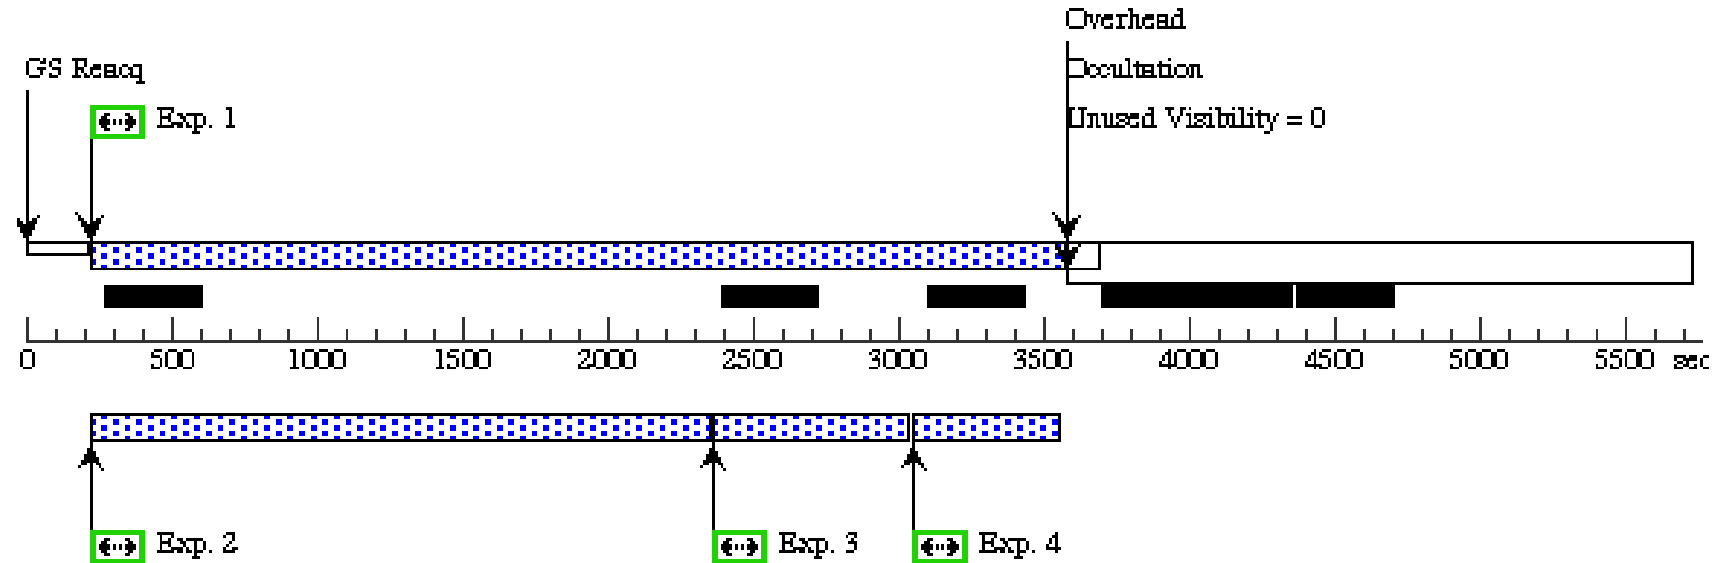 Overhead
GS Reacq
Occultation
Exp. 1
Unused Visibility = 0
0 500 1000 1500 2000 2500 3000 3500 4000 4500 5000 5500 sec
Exp. 2
Exp. 3
Exp. 4